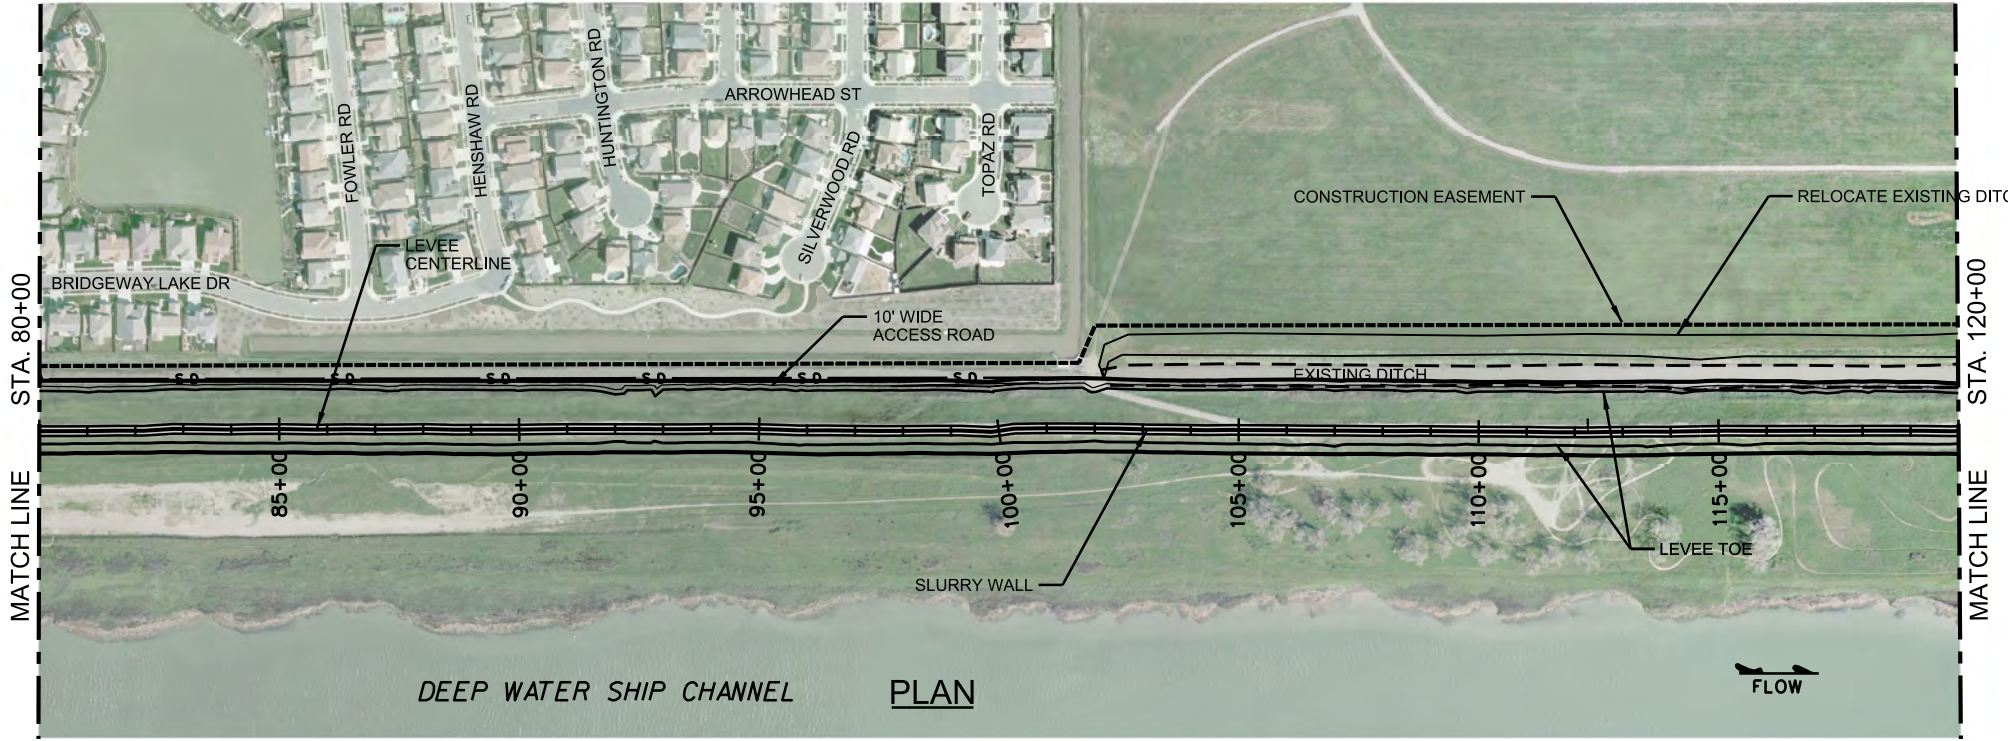 HUNTINGTON RD
ARROWHEAD ST
FOWLER RD
HENSHAW RD
SILVERWOOD RD
TOPAZ RD
CONSTRUCTION EASEMENT
RELOCATE EXISTING DITC
LEVEE
CENTERLINE
BRIDGEWAY LAKE DR
10' WIDE
ACCESS ROAD
MATCH LINE STA. 80+00
MATCH LINE STA. 120+00
SD
SD
SD
SD
SD
SD
EXISTING DITCH
85+00
90+00
95+00
100+00
105+00
110+00
115+00
LEVEE TOE
SLURRY WALL
DEEP WATER SHIP CHANNEL
PLAN
FLOW